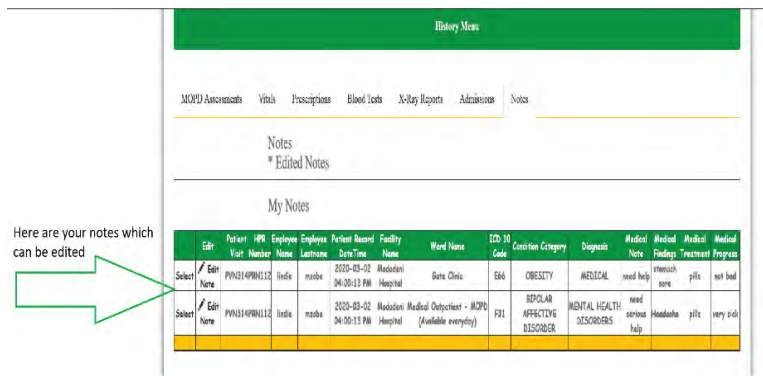 History Menu
MOPD Assessments Vitals Prescriptions Blood Tests X-Ray Reports Admissions Notes
Notes
* Edited Notes
My Notes
Here are your notes which
can be edited
Edit Patient Visit HPR Number Employee Name Employee Lastname Patient Record DateTime Facility Name Ward Name ICD 10 Code Condition Category Diagnosis Medical Note Medical Findings Medical Treatment Medical Progress
Select Edit Note PVN314 PRN112 lindie 2020-03-02 04:00:13 PM Madadeni Hospital Gate Clinic E66 OBESITY MEDICAL need help stomach sore pills not bad
Select Edit Note PVN314 PRN112 lindie 2020-03-02 04:00:13 PM Madadeni Hospital Medical Outpatient - MOPD (Available everyday) F31 BIPOLAR AFFECTIVE DISORDER MENTAL HEALTH DISORDERS need serious help Headache pills very sick